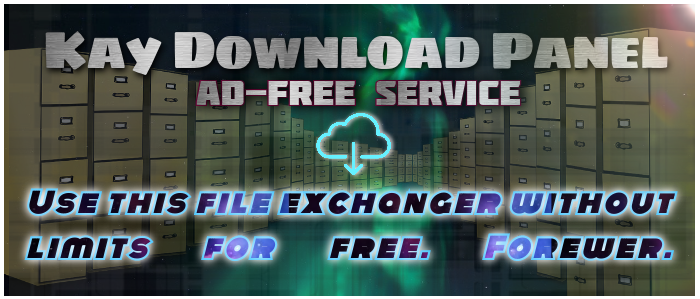 Kay Download Panel
AD-FREE SERVICE
Use this file exchanger without
limits for free. Forewer.